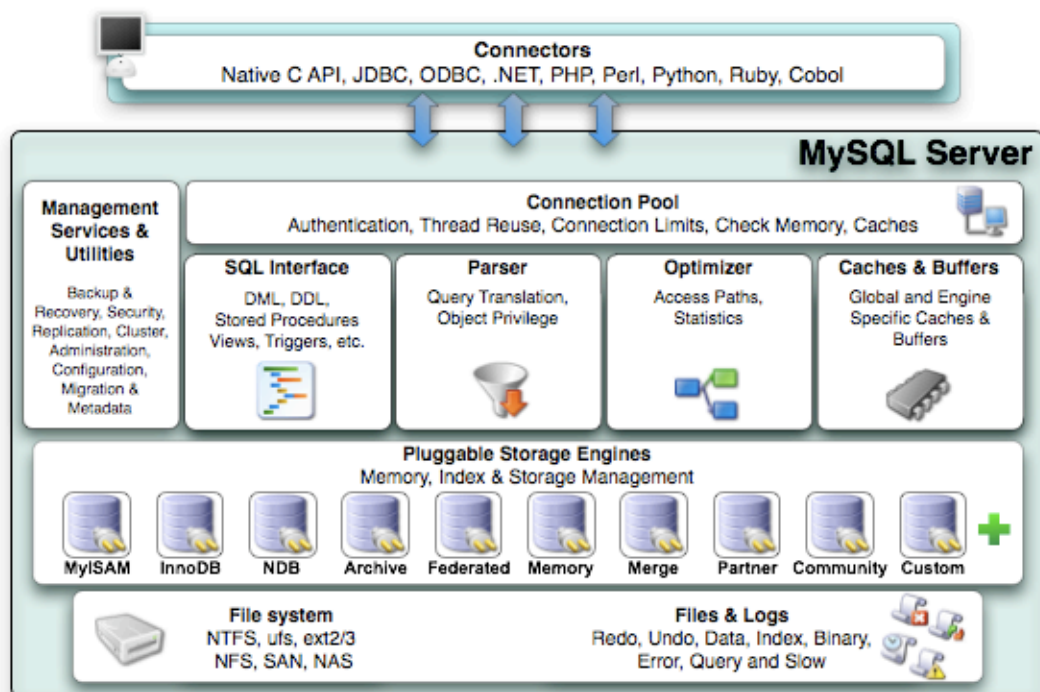 Connectors
Native C API, JDBC, ODBC, .NET, PHP, Perl, Python, Ruby, Cobol
MySQL Server
Management
Services &
Utilities
Backup &
Recovery, Security,
Replication, Cluster,
Administration,
Configuration,
Migration &
Metadata
Connection Pool
Authentication, Thread Reuse, Connection Limits, Check Memory, Caches
SQL Interface
DML, DDL,
Stored Procedures
Views, Triggers, etc.
Parser
Query Translation,
Object Privilege
Optimizer
Access Paths,
Statistics
Caches & Buffers
Global and Engine
Specific Caches &
Buffers
Pluggable Storage Engines
Memory, Index & Storage Management
MyISAM
InnoDB
NDB
Archive
Federated
Memory
Merge
Partner
Community
Custom
File system
NTFS, ufs, ext2/3
NFS, SAN, NAS
Files & Logs
Redo, Undo, Data, Index, Binary,
Error, Query and Slow